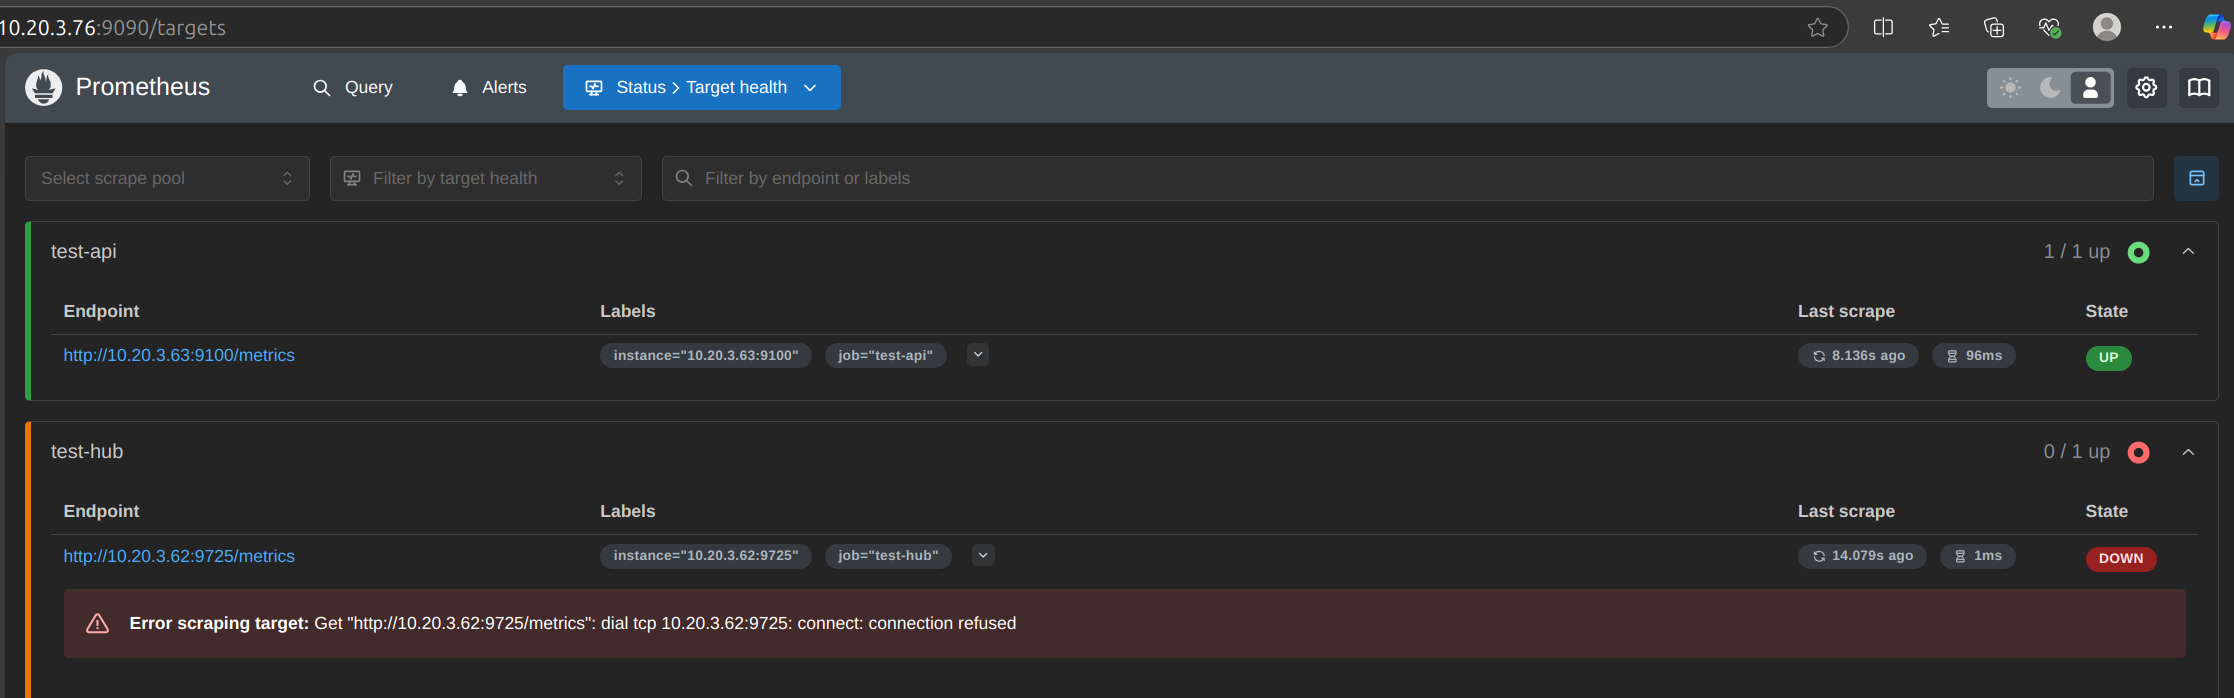 10.20.3.76:9090/targets
Prometheus Query Alerts Status > Target health
Select scrape pool Filter by target health Filter by endpoint or labels
test-api 1 / 1 up
Endpoint Labels Last scrape State
http://10.20.3.63:9100/metrics instance="10.20.3.63:9100" job="test-api" 8.136s ago 96ms UP
test-hub 0 / 1 up
Endpoint Labels Last scrape State
http://10.20.3.62:9725/metrics instance="10.20.3.62:9725" job="test-hub" 14.079s ago 1ms DOWN
Error scraping target: Get "http://10.20.3.62:9725/metrics": dial tcp 10.20.3.62:9725: connect: connection refused